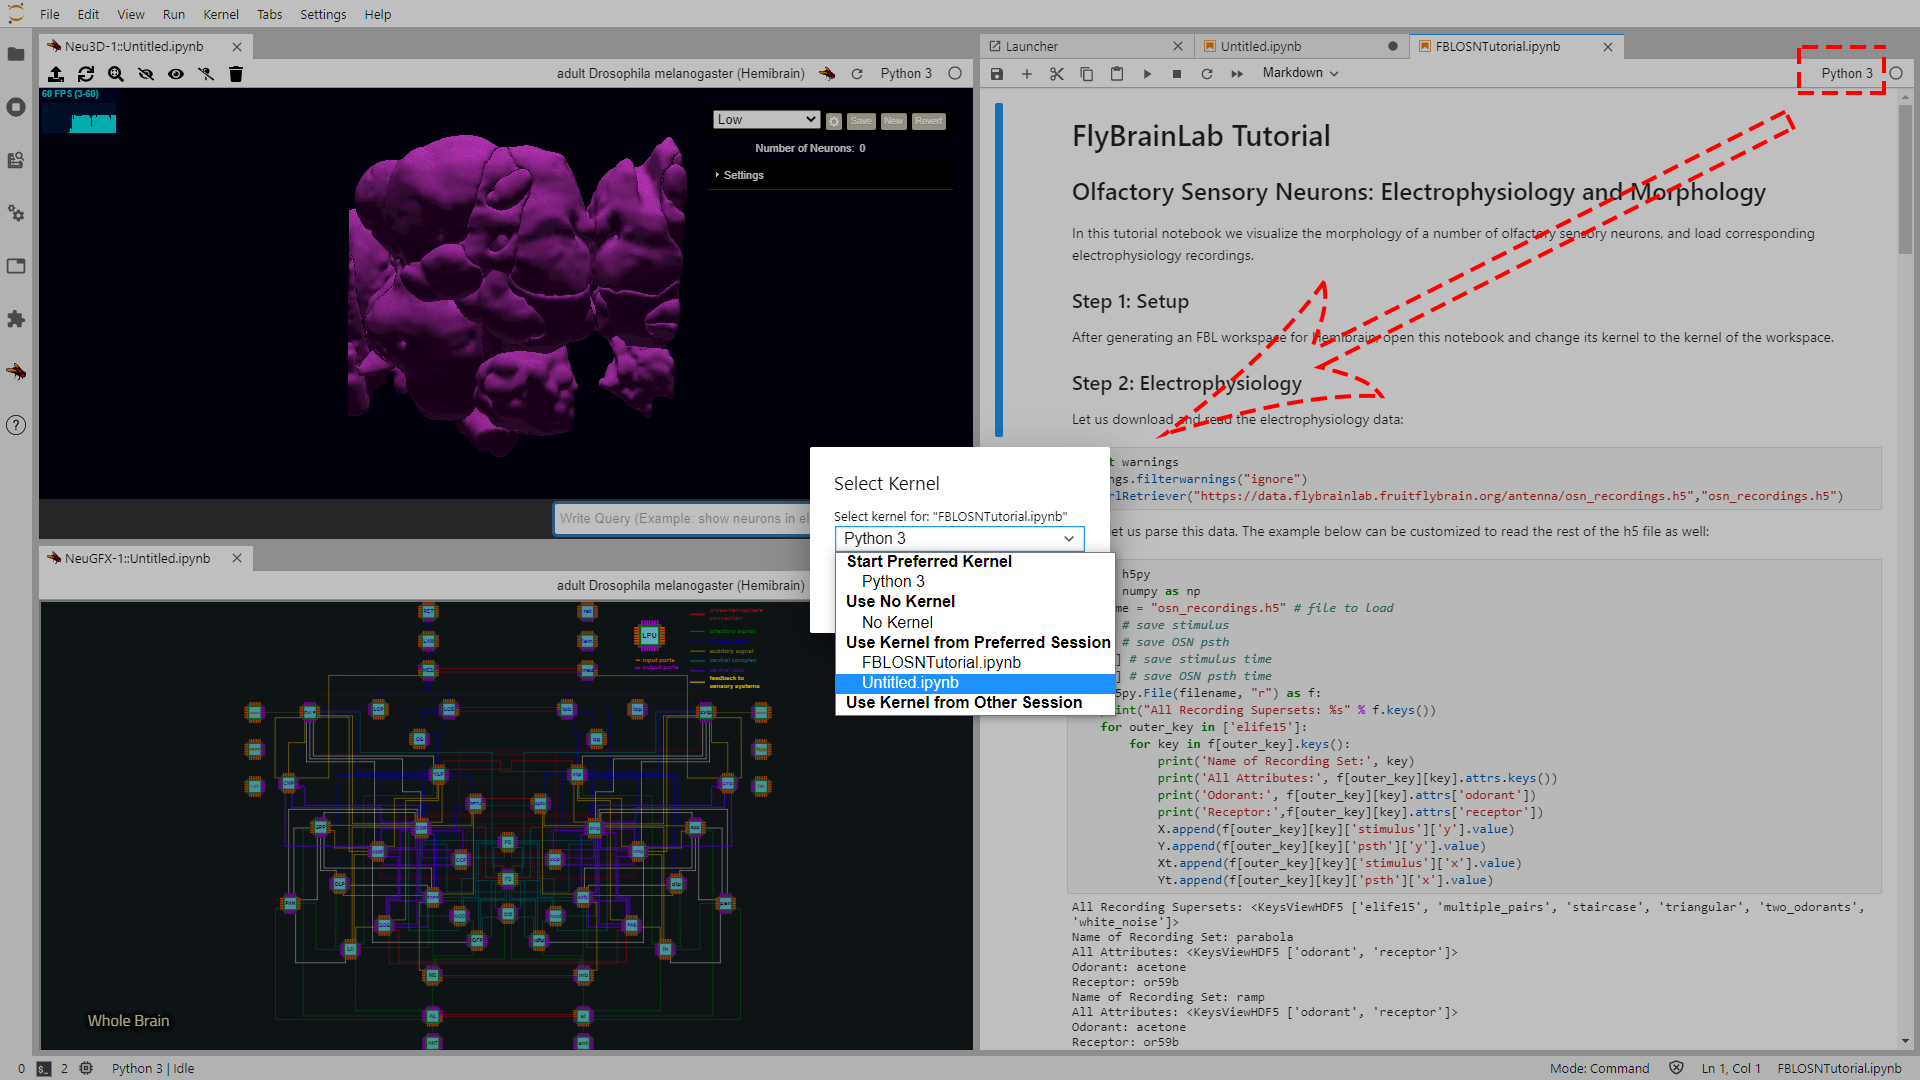 File Edit View Run Kernel Tabs Settings Help
Neu3D-1::Untitled.ipynb
adult Drosophila melanogaster (Hemibrain) Python 3
60 FPS (3-60)
Low Save New Revert
Number of Neurons: 0
Settings
Write Query (Example: show neurons in el
NeuGFX-1::Untitled.ipynb
adult Drosophila melanogaster (Hemibrain)
LPU
input ports
output ports
olfactory signal
auditory signal
central complex
feedback to
sensory systems
Whole Brain
Launcher Untitled.ipynb FBLOSNTutorial.ipynb
Markdown Python 3
FlyBrainLab Tutorial
Olfactory Sensory Neurons: Electrophysiology and Morphology
In this tutorial notebook we visualize the morphology of a number of olfactory sensory neurons, and load corresponding
electrophysiology recordings.
Step 1: Setup
After generating an FBL workspace for Hemibrain, open this notebook and change its kernel to the kernel of the workspace.
Step 2: Electrophysiology
Let us download and read the electrophysiology data:
t warnings
ngs.filterwarnings("ignore")
rlRetriever("https://data.flybrainlab.fruitflybrain.org/antenna/osn_recordings.h5","osn_recordings.h5")
et us parse this data. The example below can be customized to read the rest of the h5 file as well:
h5py
numpy as np
me = "osn_recordings.h5" # file to load
# save stimulus
# save OSN psth
] # save stimulus time
] # save OSN psth time
5py.File(filename, "r") as f:
int("All Recording Supersets: %s" % f.keys())
for outer_key in ['elife15']:
for key in f[outer_key].keys():
print('Name of Recording Set:', key)
print('All Attributes:', f[outer_key][key].attrs.keys())
print('Odorant:', f[outer_key][key].attrs['odorant'])
print('Receptor:',f[outer_key][key].attrs['receptor'])
X.append(f[outer_key][key]['stimulus']['y'].value)
Y.append(f[outer_key][key]['psth']['y'].value)
Xt.append(f[outer_key][key]['stimulus']['x'].value)
Yt.append(f[outer_key][key]['psth']['x'].value)
All Recording Supersets: <KeysViewHDF5 ['elife15', 'multiple_pairs', 'staircase', 'triangular', 'two_odorants',
'white_noise']>
Name of Recording Set: parabola
All Attributes: <KeysViewHDF5 ['odorant', 'receptor']>
Odorant: acetone
Receptor: or59b
Name of Recording Set: ramp
All Attributes: <KeysViewHDF5 ['odorant', 'receptor']>
Odorant: acetone
Receptor: or59b
Select Kernel
Select kernel for: "FBLOSNTutorial.ipynb"
Python 3
Start Preferred Kernel
Python 3
Use No Kernel
No Kernel
Use Kernel from Preferred Session
FBLOSNTutorial.ipynb
Untitled.ipynb
Use Kernel from Other Session
0 2 Python 3 | Idle Mode: Command Ln 1, Col 1 FBLOSNTutorial.ipynb